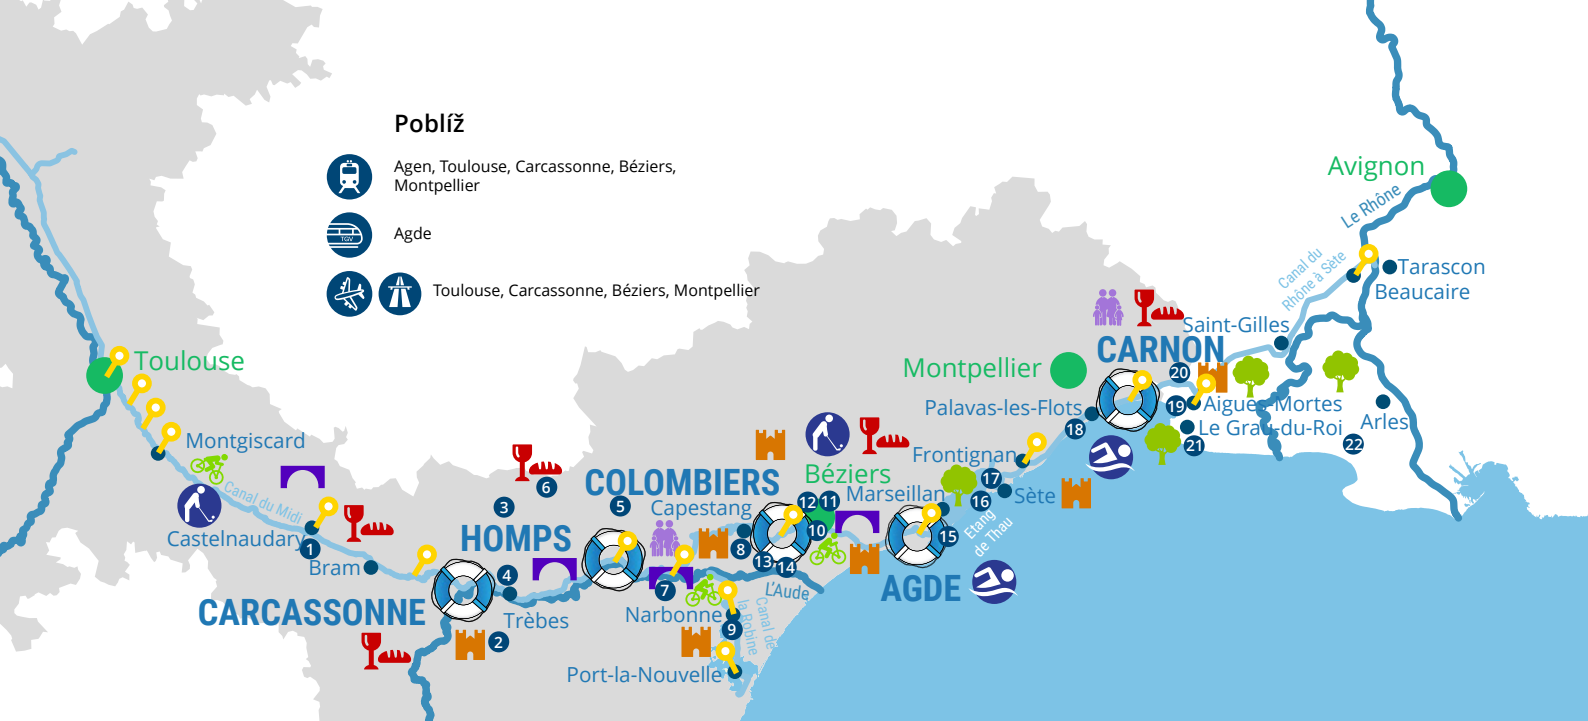 Poblíž
Agen, Toulouse, Carcassonne, Béziers,
Montpellier
TGV
Agde
Toulouse, Carcassonne, Béziers, Montpellier
Avignon
Le Rhône
Tarascon
Beaucaire
Canal du
Rhône à Sète
Saint-Gilles
CARNON
Toulouse
Montpellier
20
19
Aigues-Mortes
Palavas-les-Flots
18
Le Grau-du-Roi
21
Arles
22
Montgiscard
Frontignan
Béziers
COLOMBIERS
6
17
Canal du Midi
3
5
Capestang
12
11
Marseillan
16
Sète
Castelnaudary
1
HOMPS
10
15
Etang
de Thau
8
13
14
Bram
4
7
L'Aude
AGDE
CARCASSONNE
Trèbes
Narbonne
9
Canal de
la Robine
2
Port-la-Nouvelle